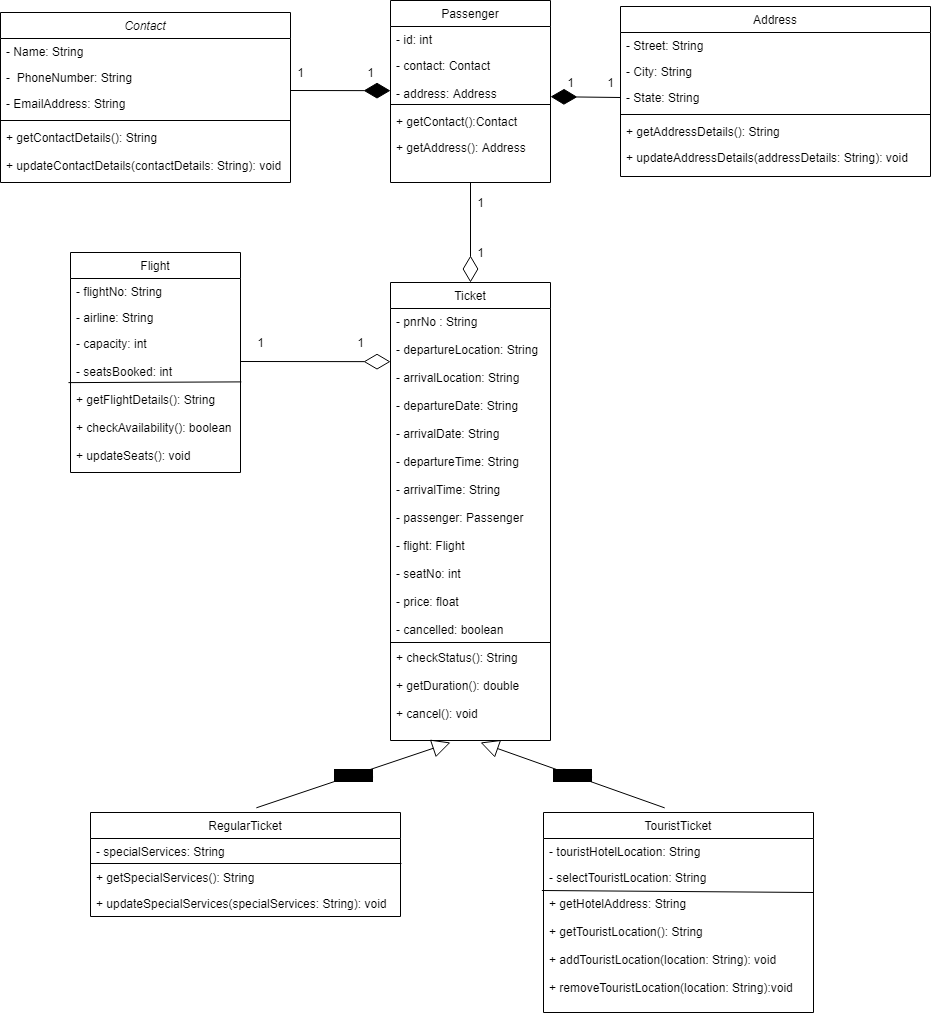 Contact
- Name: String
-  PhoneNumber: String
- EmailAddress: String
+ getContactDetails(): String
+ updateContactDetails(contactDetails: String): void
1
1
Passenger
- id: int
- contact: Contact
- address: Address
+ getContact():Contact
+ getAddress(): Address
1
1
Address
- Street: String
- City: String
- State: String
+ getAddressDetails(): String
+ updateAddressDetails(addressDetails: String): void
1
1
Flight
- flightNo: String
- airline: String
- capacity: int
- seatsBooked: int
+ getFlightDetails(): String
+ checkAvailability(): boolean
+ updateSeats(): void
1
1
Ticket
- pnrNo : String
- departureLocation: String
- arrivalLocation: String
- departureDate: String
- arrivalDate: String
- departureTime: String
- arrivalTime: String
- passenger: Passenger
- flight: Flight
- seatNo: int
- price: float
- cancelled: boolean
+ checkStatus(): String
+ getDuration(): double
+ cancel(): void
RegularTicket
- specialServices: String
+ getSpecialServices(): String
+ updateSpecialServices(specialServices: String): void
TouristTicket
- touristHotelLocation: String
- selectTouristLocation: String
+ getHotelAddress: String
+ getTouristLocation(): String
+ addTouristLocation(location: String): void
+ removeTouristLocation(location: String):void